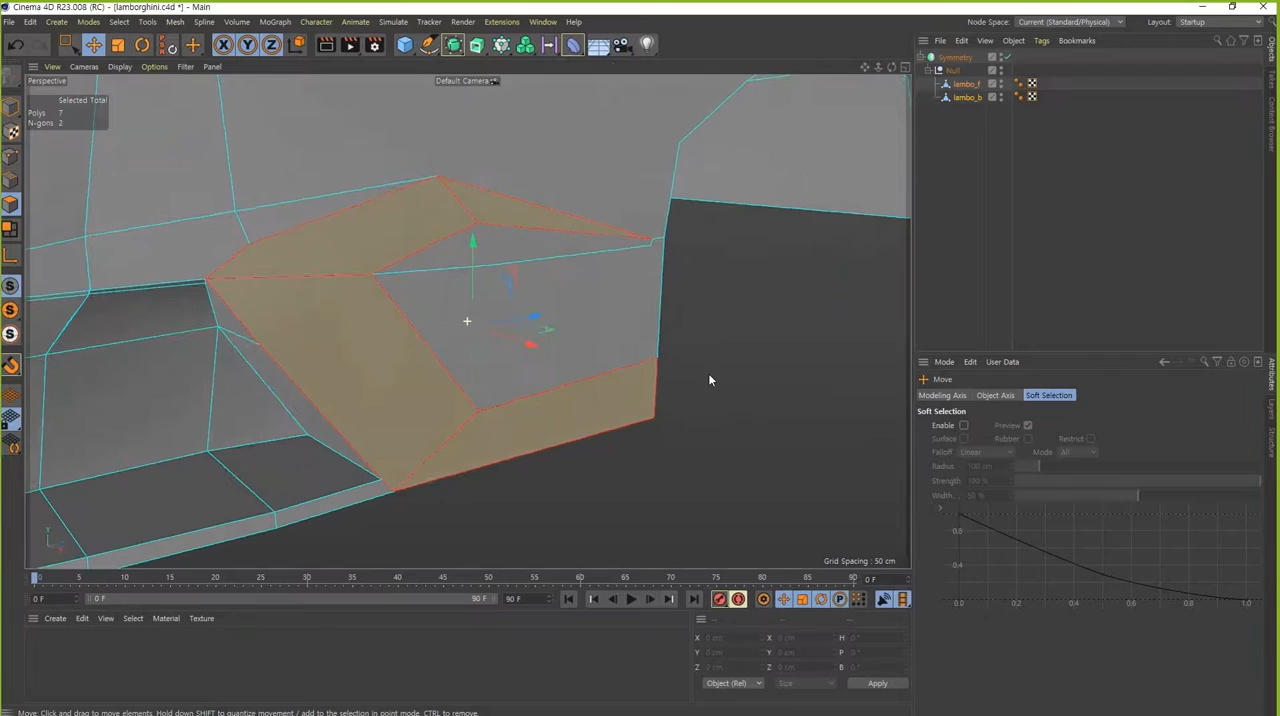 Cinema 4D R23.008 (RC) - [lamborghini.c4d *] - Main
File Edit Create Modes Select Tools Mesh Spline Volume MoGraph Character Animate Simulate Tracker Render Extensions Window Help
Node Space: Current (Standard/Physical) Layout: Startup
X Y Z
View Cameras Display Options Filter Panel
File Edit View Object Tags Bookmarks
Perspective
Default Camera
Selected Total
Polys 7
N-gons 2
Symmetry
Null
lambo_f
lambo_b
Objects
Takes
Content Browser
Mode Edit User Data
Move
Modeling Axis Object Axis Soft Selection
Soft Selection
Enable Preview
Surface Rubber Restrict
Falloff Linear Mode All
Radius 100 cm
Strength 100 %
Width... 50 %
0.4
0.0 0.2 0.4 0.6 0.8 1.0
Attributes
Layers
Structure
S
S
S
Y
Grid Spacing : 50 cm
0 5 10 15 20 25 30 35 40 45 50 55 60 65 70 75 80 85 90 0 F
0 F 0 F 90 F 90 F
Create Edit View Select Material Texture
X 0 cm X 0 cm H 0 °
Y 0 cm Y 0 cm P 0 °
Z 0 cm Z 0 cm B 0 °
Object (Rel) Size Apply
Move: Click and drag to move elements. Hold down SHIFT to quantize movement / add to the selection in point mode, CTRL to remove.